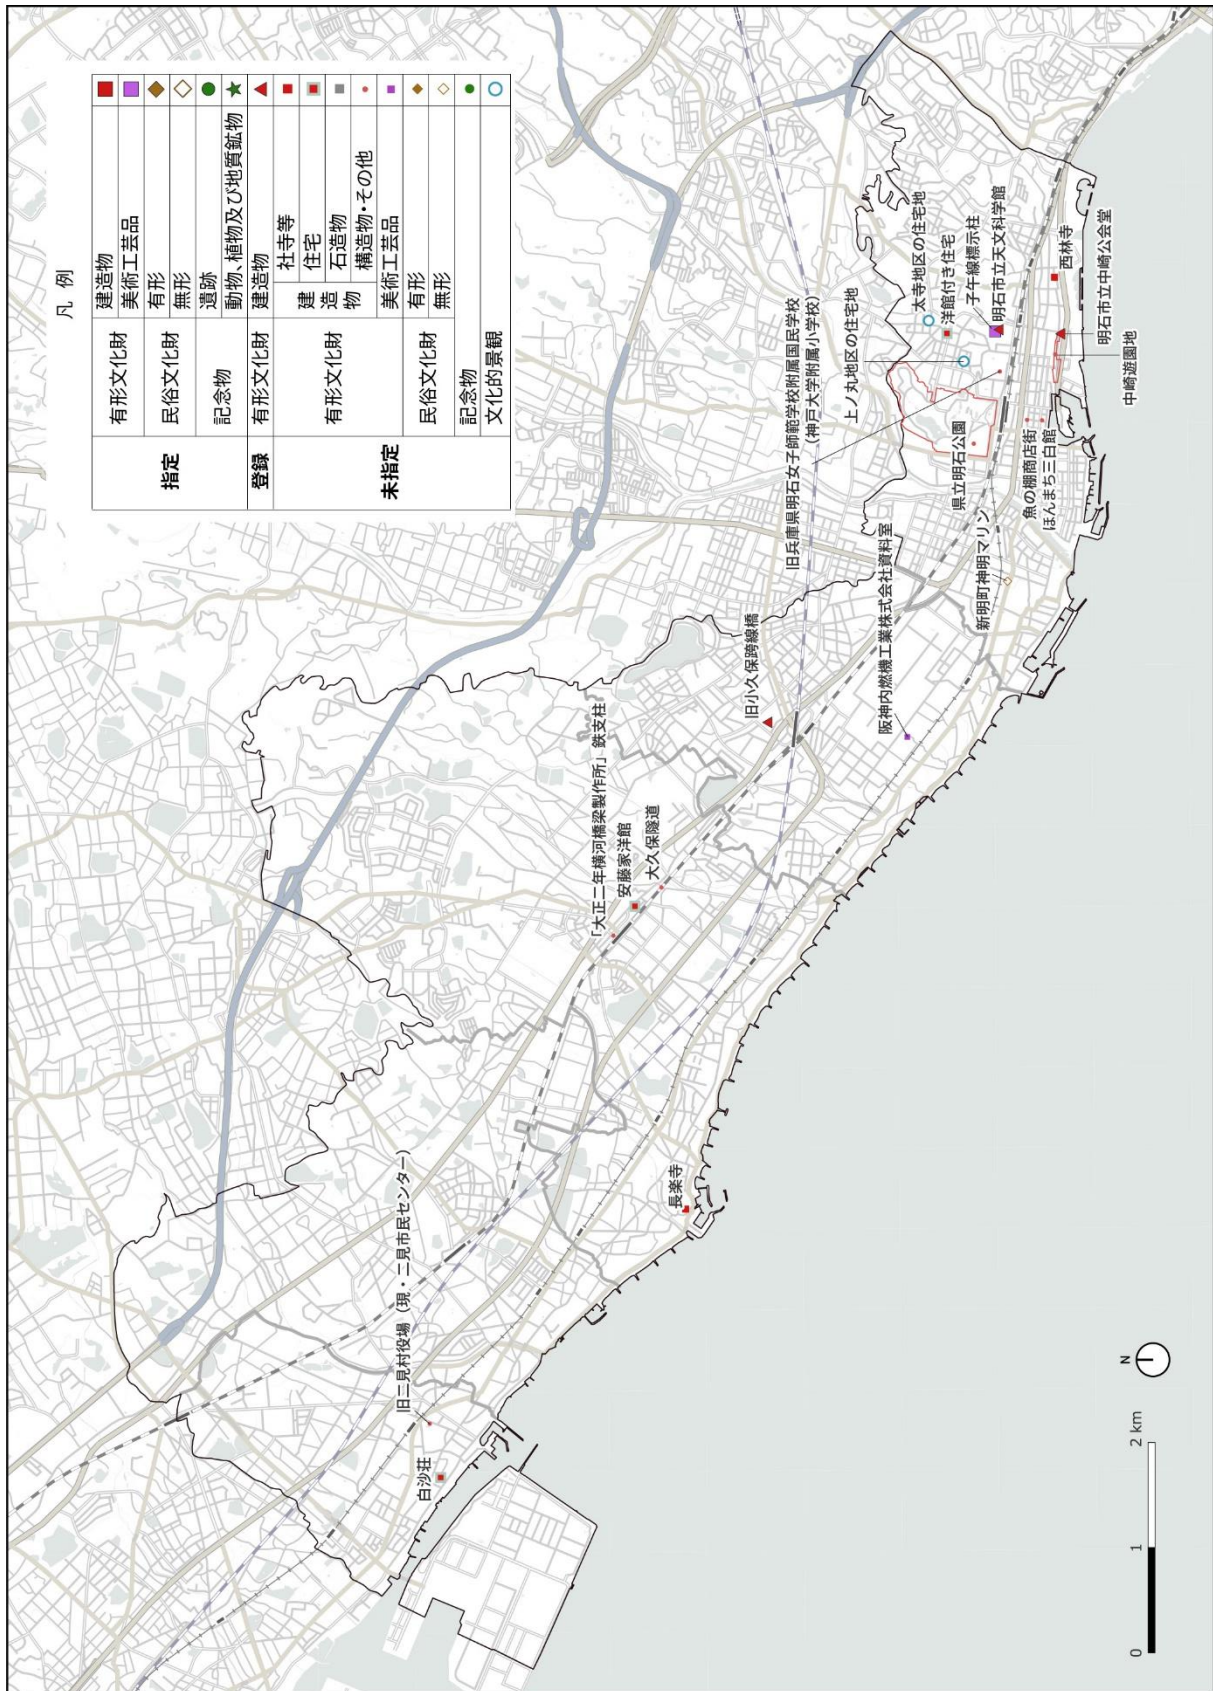 凡 例
指定
有形文化財
建造物
美術工芸品
民俗文化財
有形
無形
記念物
遺跡
動物、植物及び地質鉱物
登録
有形文化財
建造物
未指定
有形文化財
建造物
社寺等
住宅
石造物
構造物・その他
美術工芸品
民俗文化財
有形
無形
記念物
文化的景観
旧兵庫県明石女子師範学校附属国民学校
（神戸大学附属小学校）
上ノ丸地区の住宅地
太寺地区の住宅地
洋館付き住宅
子午線標示柱
明石市立天文科学館
西林寺
明石市立中崎公会堂
中崎遊園地
県立明石公園
魚の棚商店街
ほんまち三白館
新明町神明マリン
阪神内燃機工業株式会社資料室
旧小久保跨線橋
「大正二年横河橋梁製作所」鉄支柱
安藤家洋館
大久保隧道
長楽寺
旧二見村役場（現・二見市民センター）
白沙荘
N
0 1 2 km